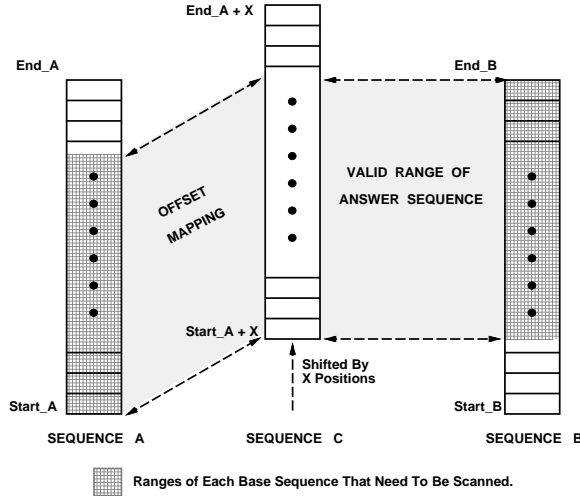 End_A + X
End_A
End_B
OFFSET
MAPPING
VALID RANGE OF
ANSWER SEQUENCE
Start_A + X
Shifted By
X Positions
Start_A
Start_B
SEQUENCE A
SEQUENCE C
SEQUENCE B
Ranges of Each Base Sequence That Need To Be Scanned.